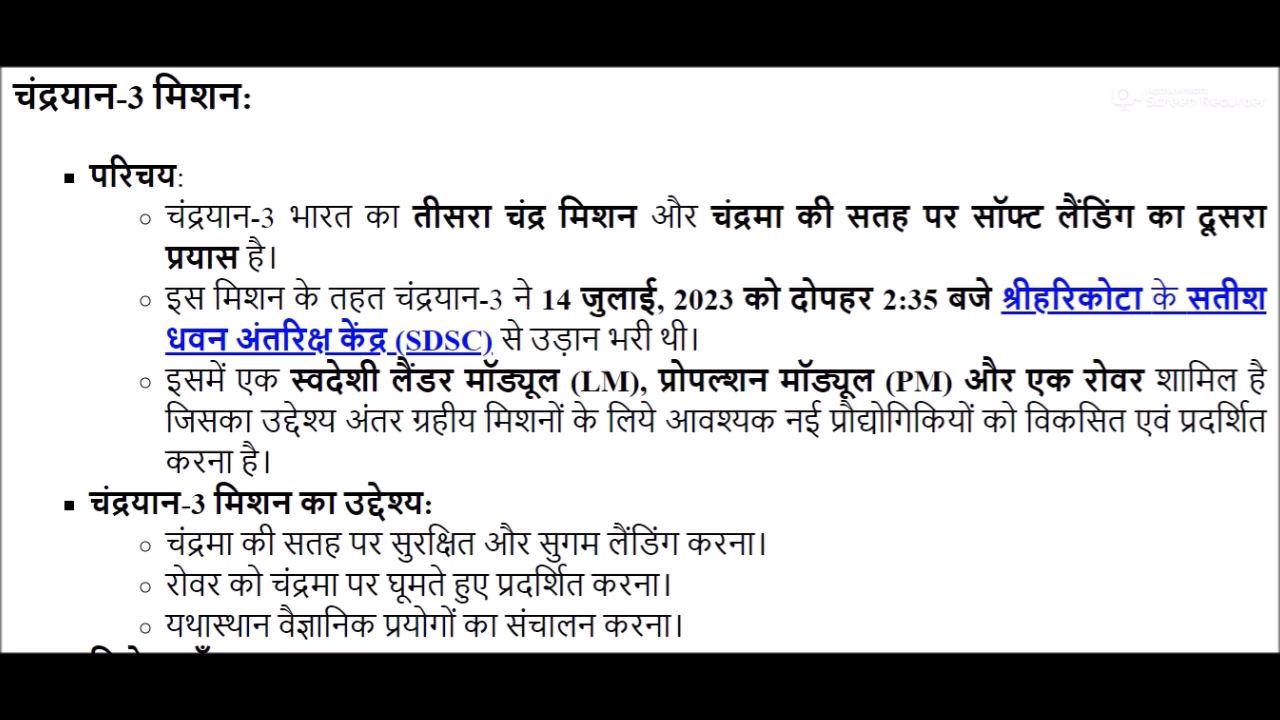 चंद्रयान-3 मिशन:
Screen Recorder
परिचय:
चंद्रयान-3 भारत का तीसरा चंद्र मिशन और चंद्रमा की सतह पर सॉफ्ट लैंडिंग का दूसरा
प्रयास है।
इस मिशन के तहत चंद्रयान-3 ने 14 जुलाई, 2023 को दोपहर 2:35 बजे श्रीहरिकोटा के सतीश
धवन अंतरिक्ष केंद्र (SDSC) से उड़ान भरी थी।
इसमें एक स्वदेशी लैंडर मॉड्यूल (LM), प्रोपल्शन मॉड्यूल (PM) और एक रोवर शामिल है
जिसका उद्देश्य अंतर ग्रहीय मिशनों के लिये आवश्यक नई प्रौद्योगिकियों को विकसित एवं प्रदर्शित
करना है।
चंद्रयान-3 मिशन का उद्देश्य:
चंद्रमा की सतह पर सुरक्षित और सुगम लैंडिंग करना।
रोवर को चंद्रमा पर घूमते हुए प्रदर्शित करना।
यथास्थान वैज्ञानिक प्रयोगों का संचालन करना।